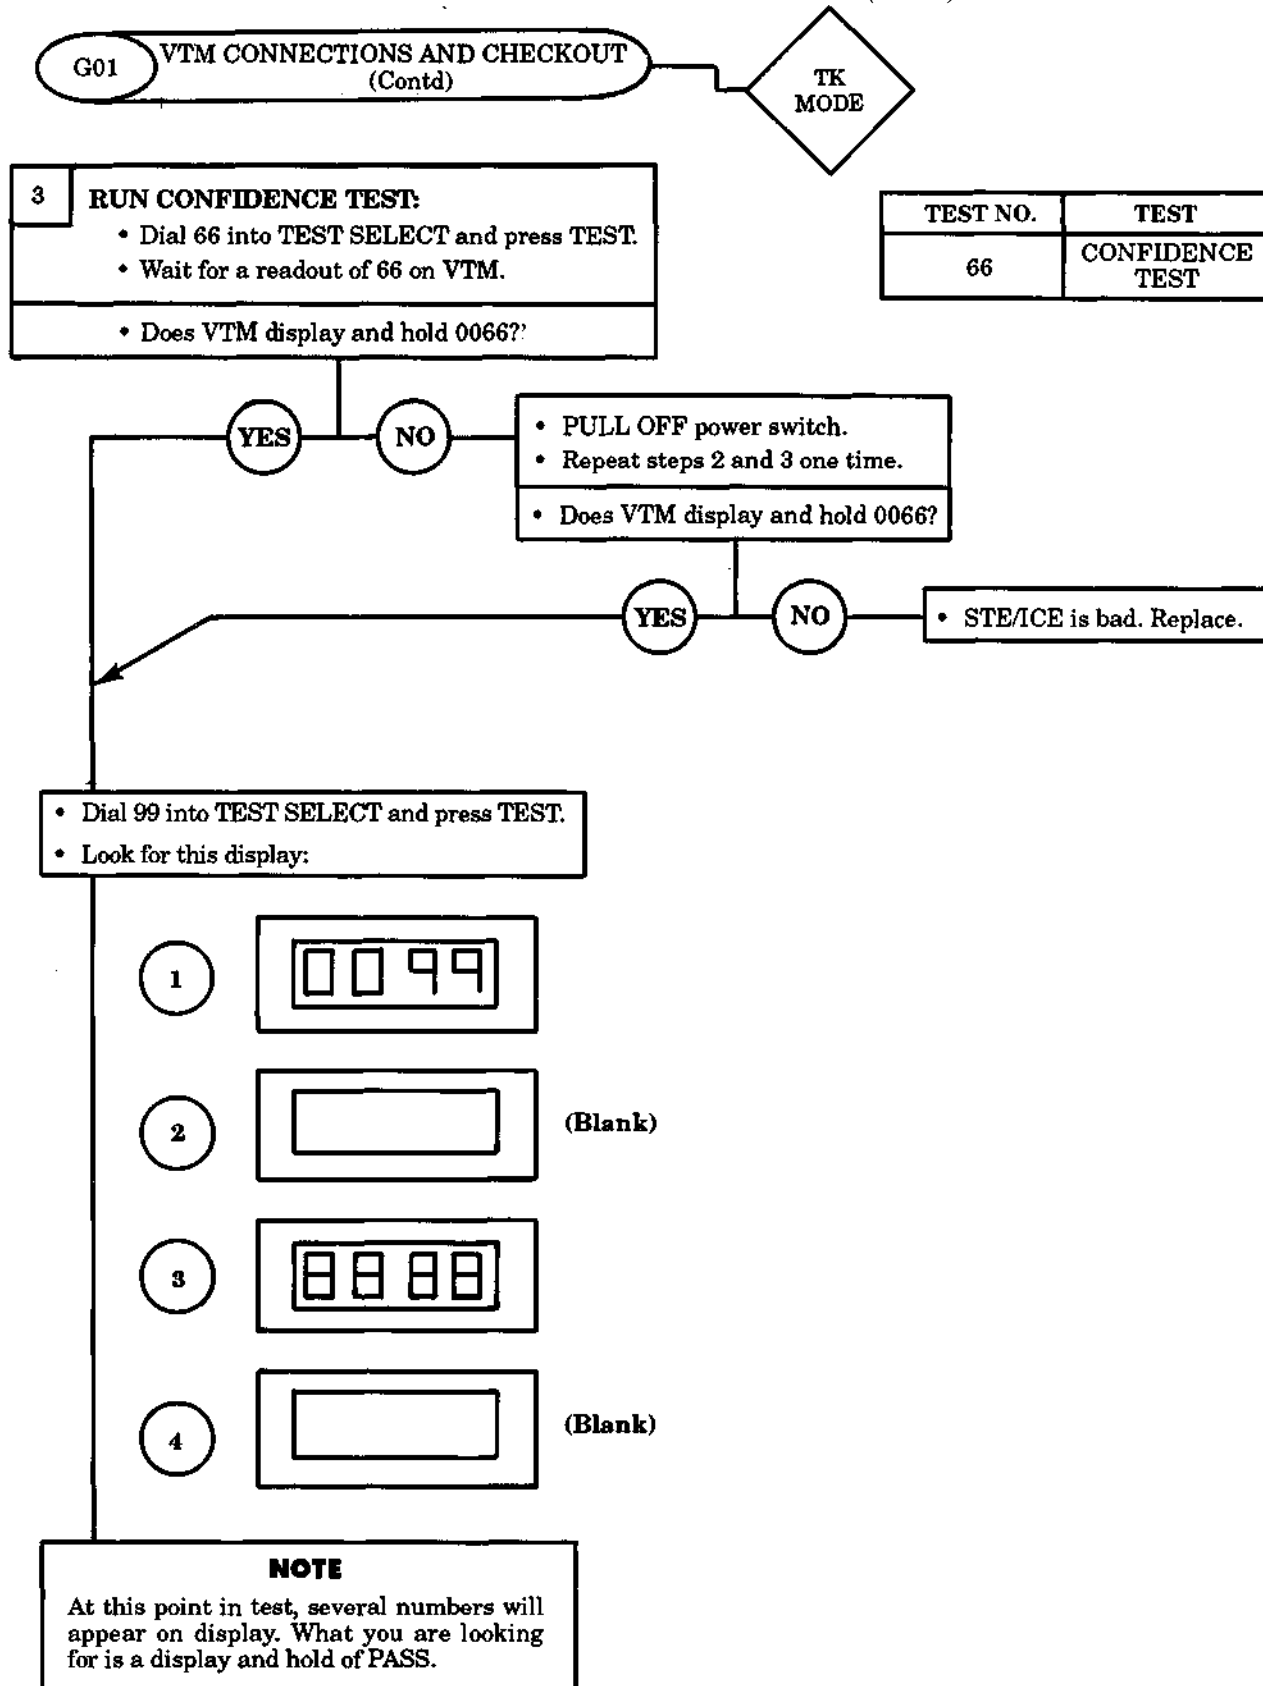 G01
VTM CONNECTIONS AND CHECKOUT
(Contd)
TK
MODE
3
RUN CONFIDENCE TEST:
• Dial 66 into TEST SELECT and press TEST.
• Wait for a readout of 66 on VTM.
• Does VTM display and hold 0066?
TEST NO.
TEST
66
CONFIDENCE
TEST
YES
NO
• PULL OFF power switch.
• Repeat steps 2 and 3 one time.
• Does VTM display and hold 0066?
YES
NO
• STE/ICE is bad. Replace.
• Dial 99 into TEST SELECT and press TEST.
• Look for this display:
1
0099
2
(Blank)
3
8888
4
(Blank)
NOTE
At this point in test, several numbers will
appear on display. What you are looking
for is a display and hold of PASS.